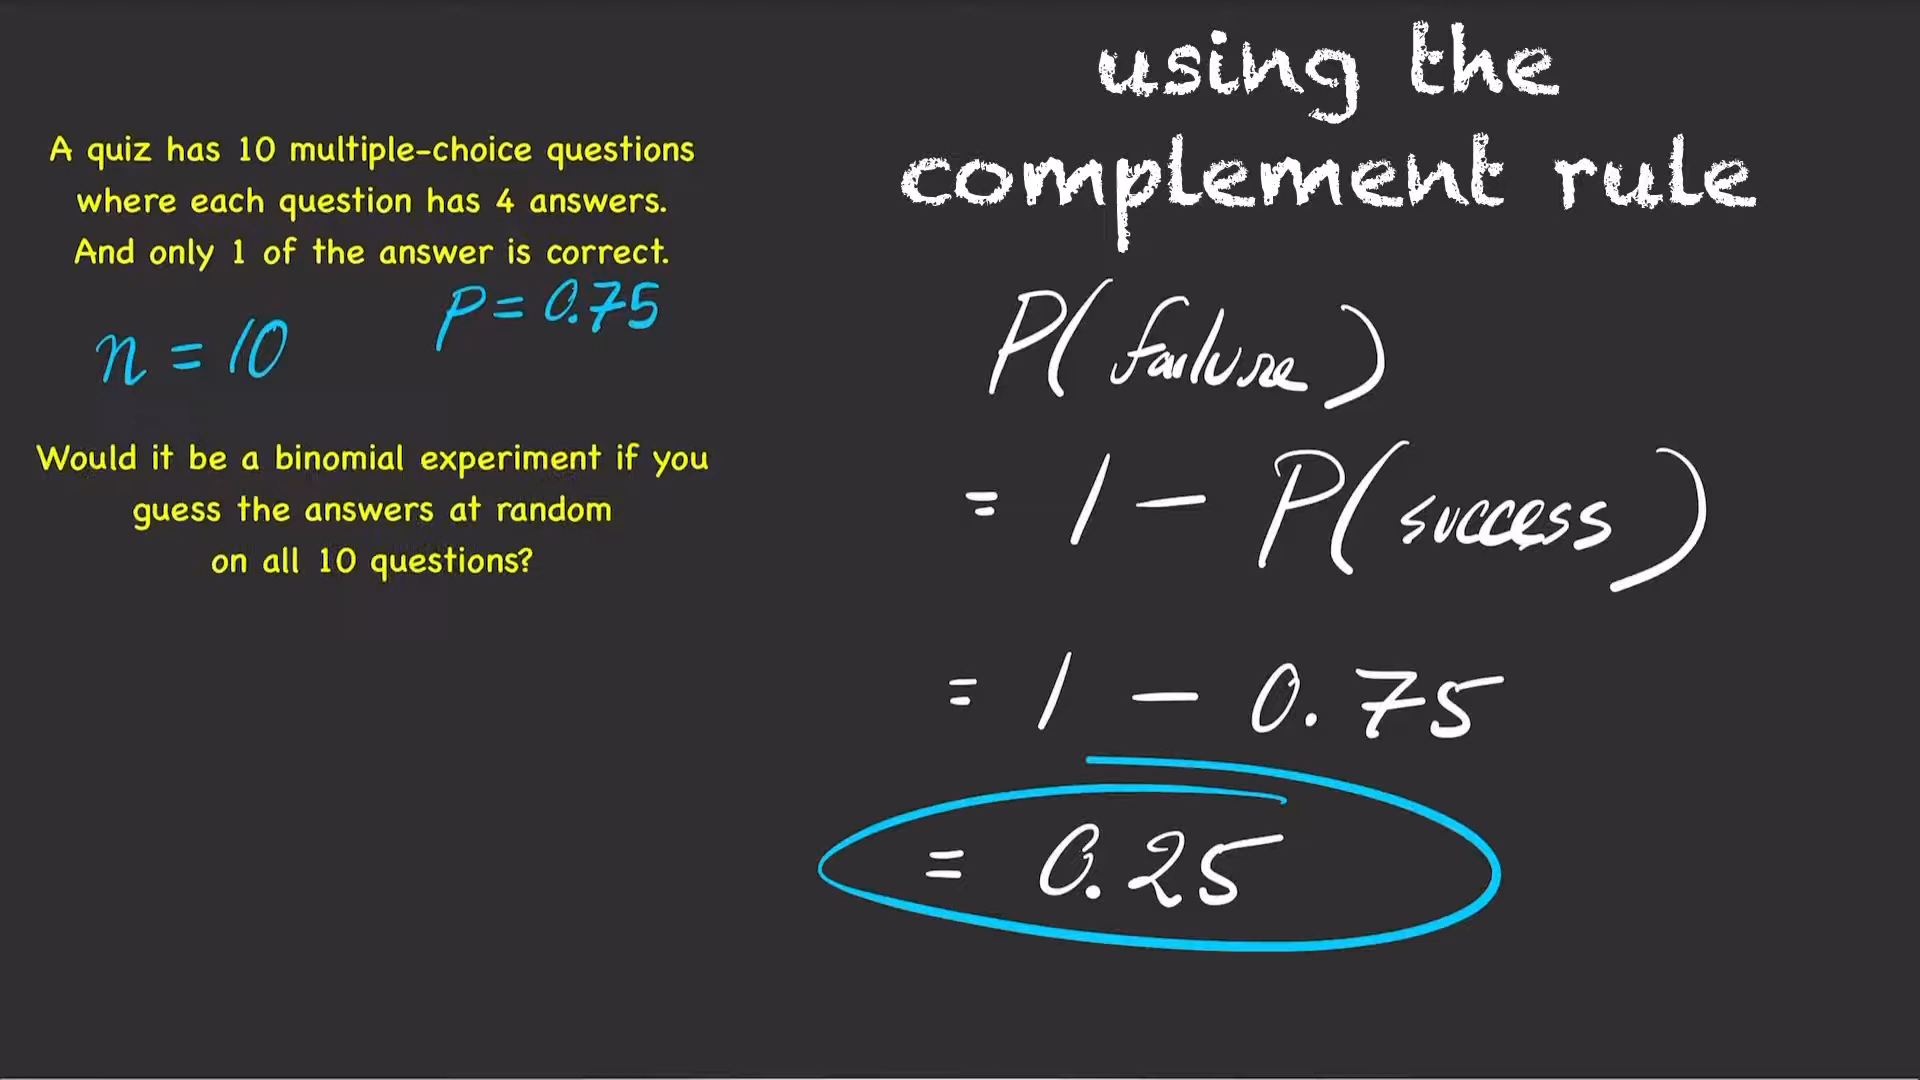 using the
complement rule
A quiz has 10 multiple-choice questions
where each question has 4 answers.
And only 1 of the answer is correct.
n = 10
p = 0.75
Would it be a binomial experiment if you
guess the answers at random
on all 10 questions?
P( failure )
= 1 - P( success )
= 1 - 0.75
= 0.25